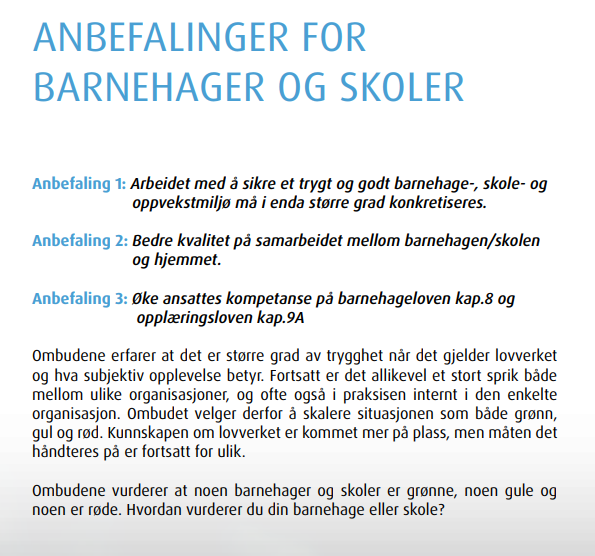 ANBEFALINGER FOR
BARNEHAGER OG SKOLER
Anbefaling 1: Arbeidet med å sikre et trygt og godt barnehage-, skole- og
oppvekstmiljø må i enda større grad konkretiseres.
Anbefaling 2: Bedre kvalitet på samarbeidet mellom barnehagen/skolen
og hjemmet.
Anbefaling 3: Øke ansattes kompetanse på barnehageloven kap.8 og
opplæringsloven kap.9A
Ombudene erfarer at det er større grad av trygghet når det gjelder lovverket
og hva subjektiv opplevelse betyr. Fortsatt er det allikevel et stort sprik både
mellom ulike organisasjoner, og ofte også i praksisen internt i den enkelte
organisasjon. Ombudet velger derfor å skalere situasjonen som både grønn,
gul og rød. Kunnskapen om lovverket er kommet mer på plass, men måten det
håndteres på er fortsatt for ulik.
Ombudene vurderer at noen barnehager og skoler er grønne, noen gule og
noen er røde. Hvordan vurderer du din barnehage eller skole?